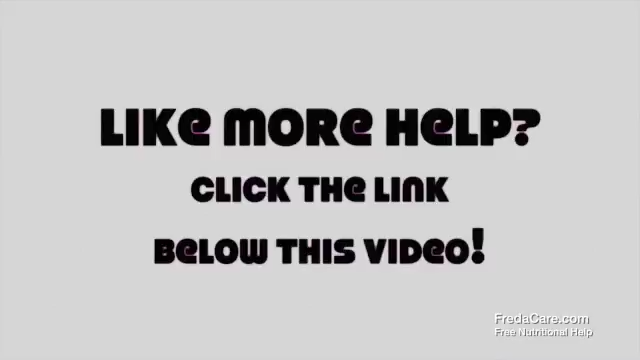 LIKE MORE HELP?
CLICK THE LINK
BELOW THIS VIDEO!
FredaCare.com
Free Nutritional Help